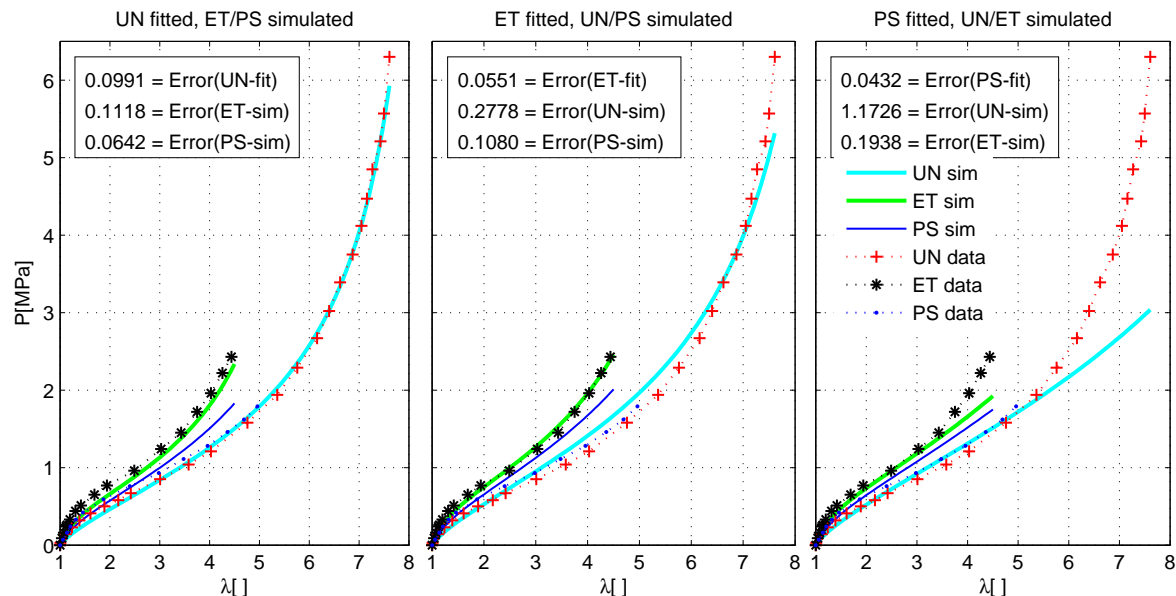 UN fitted, ET/PS simulated
ET fitted, UN/PS simulated
PS fitted, UN/ET simulated
0.0991 = Error(UN-fit)
0.1118 = Error(ET-sim)
0.0642 = Error(PS-sim)
0.0551 = Error(ET-fit)
0.2778 = Error(UN-sim)
0.1080 = Error(PS-sim)
0.0432 = Error(PS-fit)
1.1726 = Error(UN-sim)
0.1938 = Error(ET-sim)
UN sim
ET sim
PS sim
UN data
ET data
PS data
P[MPa]
6
5
4
3
2
1
0
1 2 3 4 5 6 7 8
1 2 3 4 5 6 7 8
1 2 3 4 5 6 7 8
λ[ ]
λ[ ]
λ[ ]